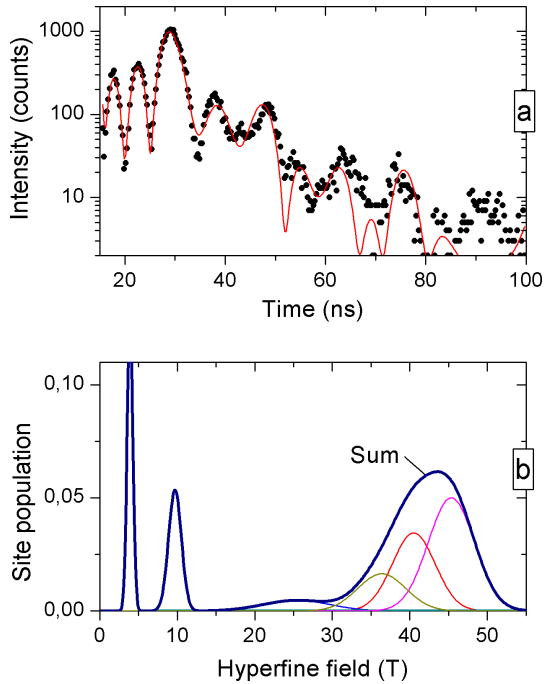 1000
100
10
Intensity (counts)
a
20 40 60 80 100
Time (ns)
0,10
0,05
0,00
Site population
Sum
b
0 10 20 30 40 50
Hyperfine field (T)